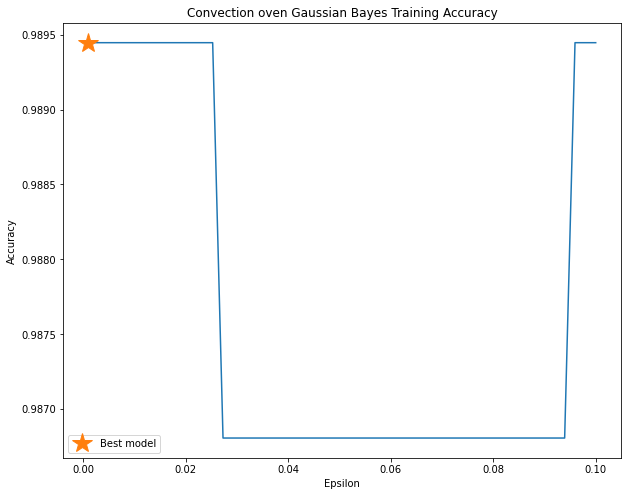 Convection oven Gaussian Bayes Training Accuracy
0.9895
0.9890
0.9885
0.9880
0.9875
0.9870
Accuracy
Best model
0.00 0.02 0.04 0.06 0.08 0.10
Epsilon